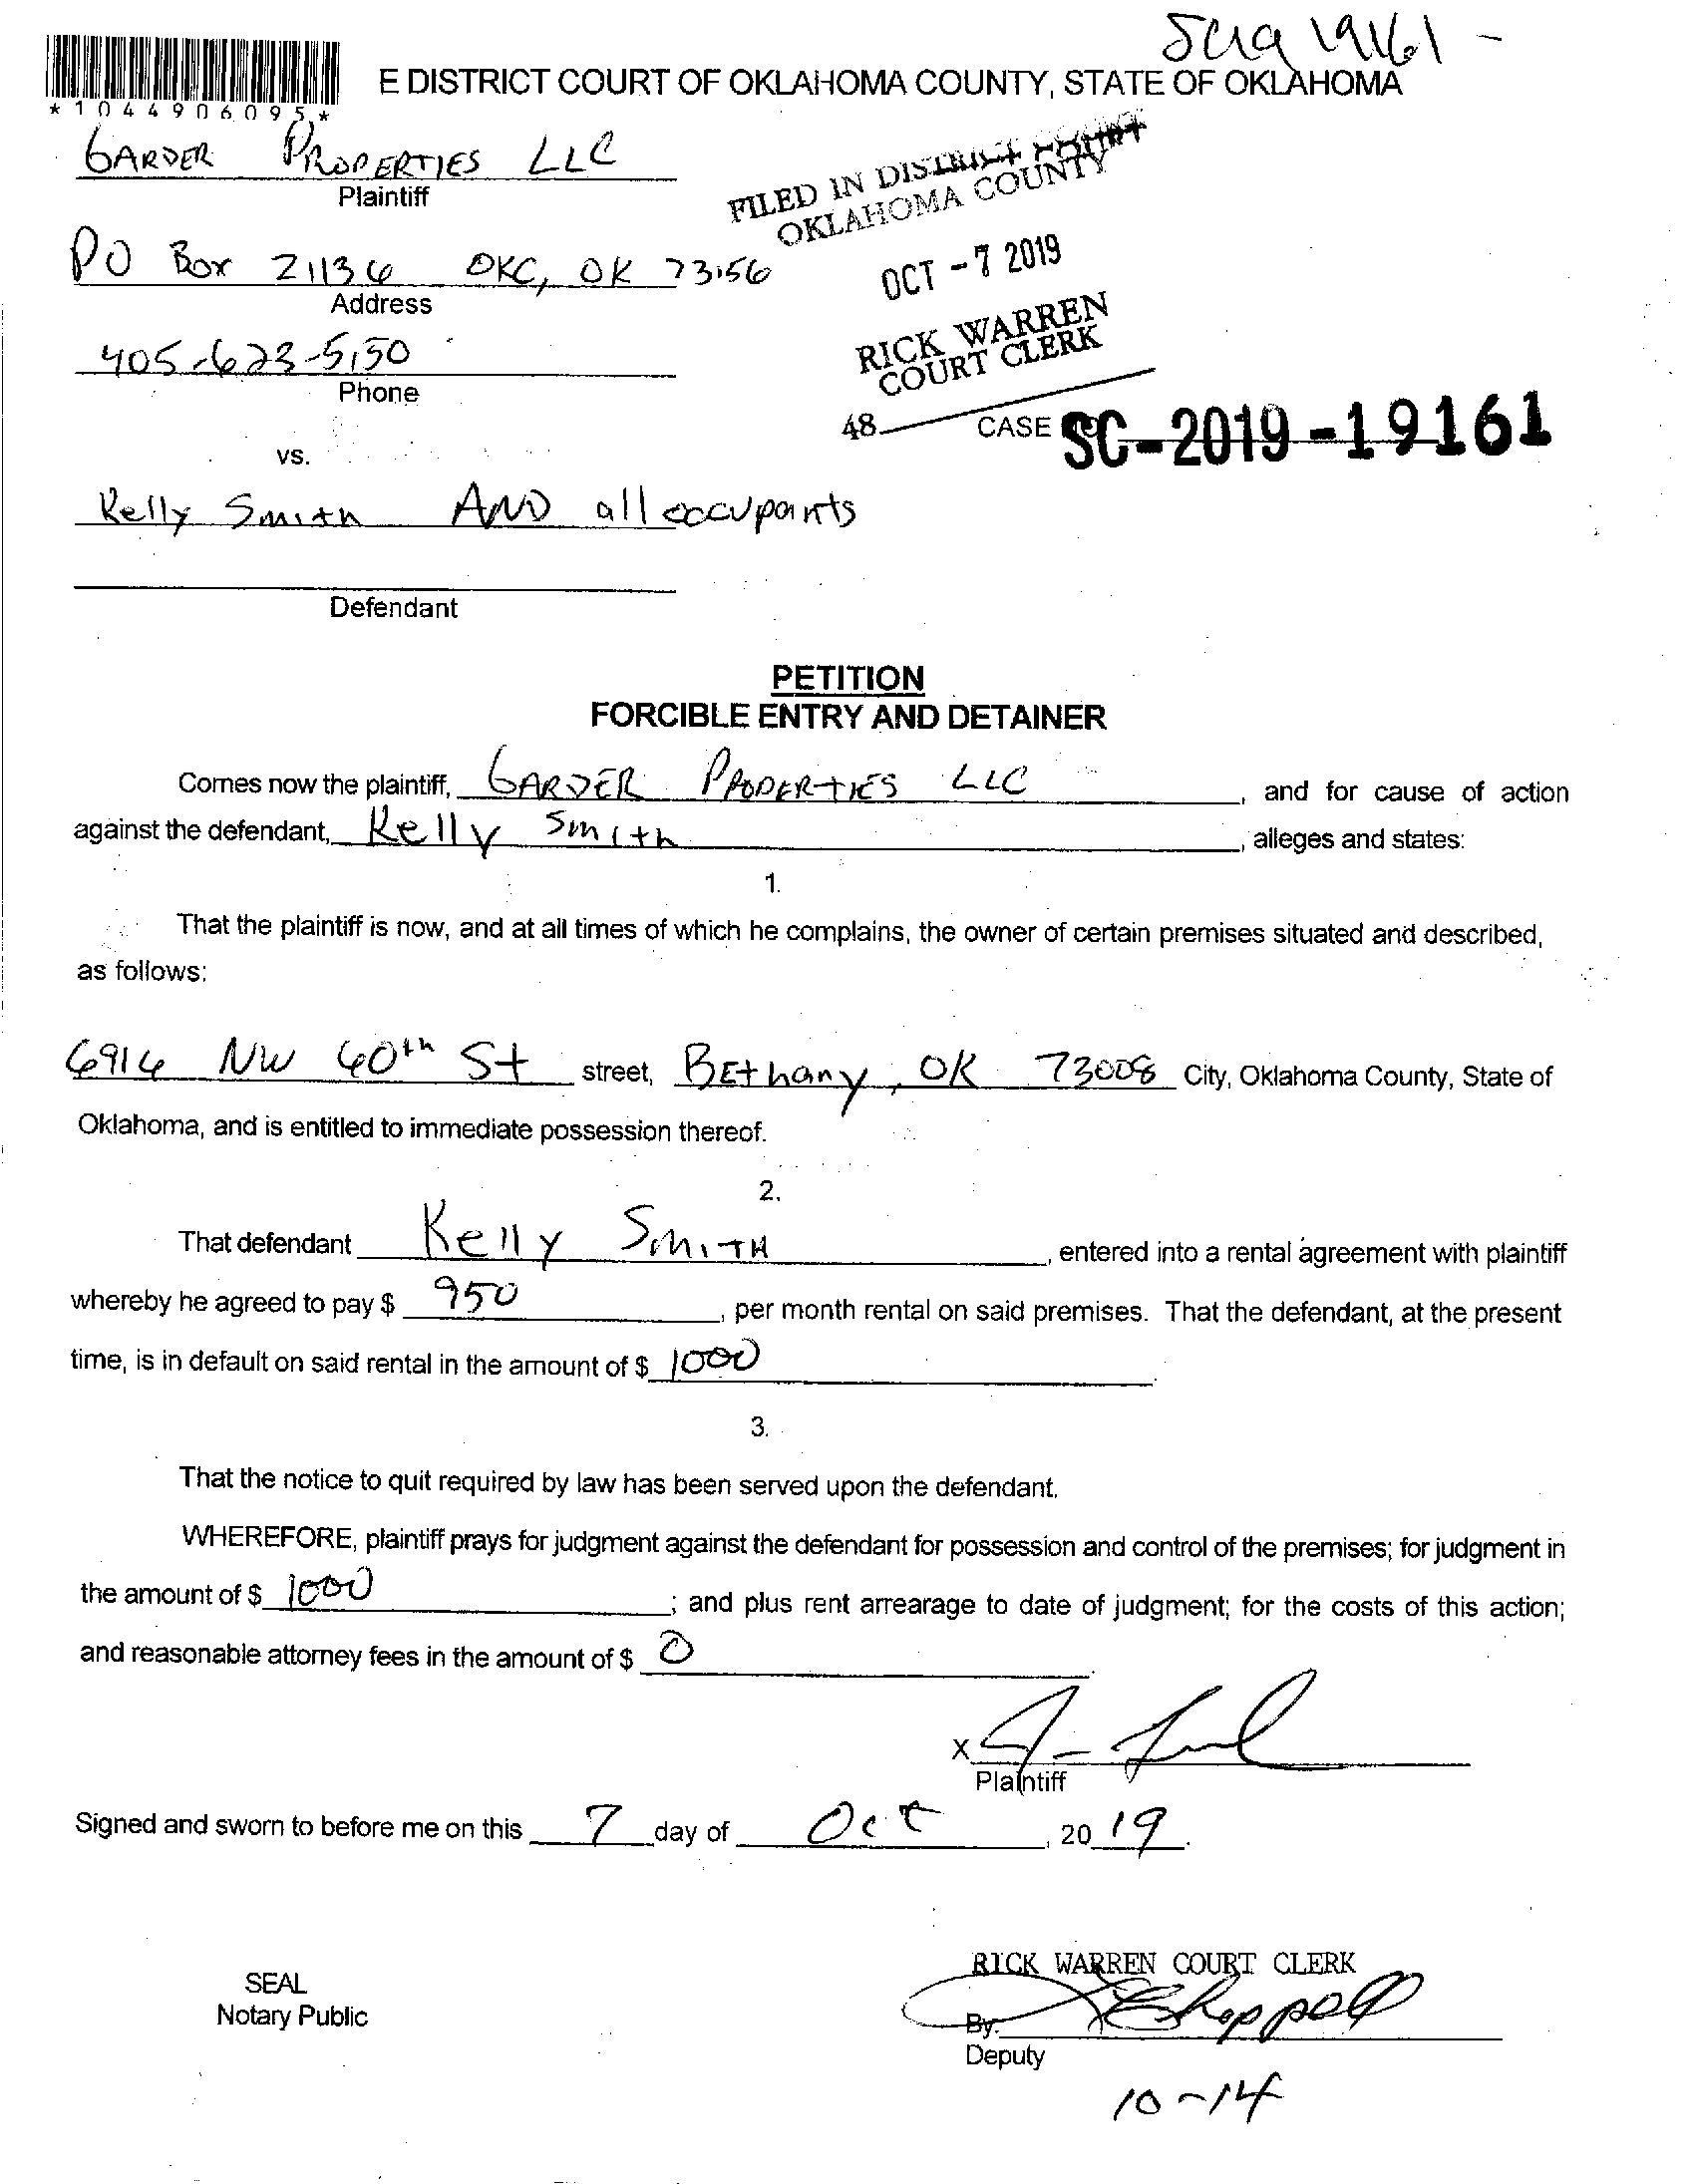 * 1 0 4 4 9 0 6 0 9 5 *
E DISTRICT COURT OF OKLAHOMA COUNTY, STATE OF OKLAHOMA
GARDER PROPERTIES LLC
Plaintiff
FILED IN DISTRICT COURT
OKLAHOMA COUNTY
PO Box 21136 OKC, OK 73156
Address
OCT - 7 2019
RICK WARREN
COURT CLERK
405-623-5150
Phone
48
CASE SC-2019-19161
vs.
Kelly Smith AND all occupants
Defendant
PETITION
FORCIBLE ENTRY AND DETAINER
Comes now the plaintiff, GARDER PROPERTIES LLC, and for cause of action
against the defendant, Kelly Smith, alleges and states:
1.
That the plaintiff is now, and at all times of which he complains, the owner of certain premises situated and described,
as follows:
6916 NW 60th St street, BEthany, OK 73008 City, Oklahoma County, State of
Oklahoma, and is entitled to immediate possession thereof.
2.
That defendant Kelly SMITH, entered into a rental agreement with plaintiff
whereby he agreed to pay $ 950, per month rental on said premises. That the defendant, at the present
time, is in default on said rental in the amount of $ 1000.
3.
That the notice to quit required by law has been served upon the defendant.
WHEREFORE, plaintiff prays for judgment against the defendant for possession and control of the premises; for judgment in
the amount of $ 1000; and plus rent arrearage to date of judgment; for the costs of this action;
and reasonable attorney fees in the amount of $ 0.
X
Plaintiff
Signed and sworn to before me on this 7 day of Oct, 20 19.
RICK WARREN COURT CLERK
SEAL
Notary Public
By:
Deputy
10-14